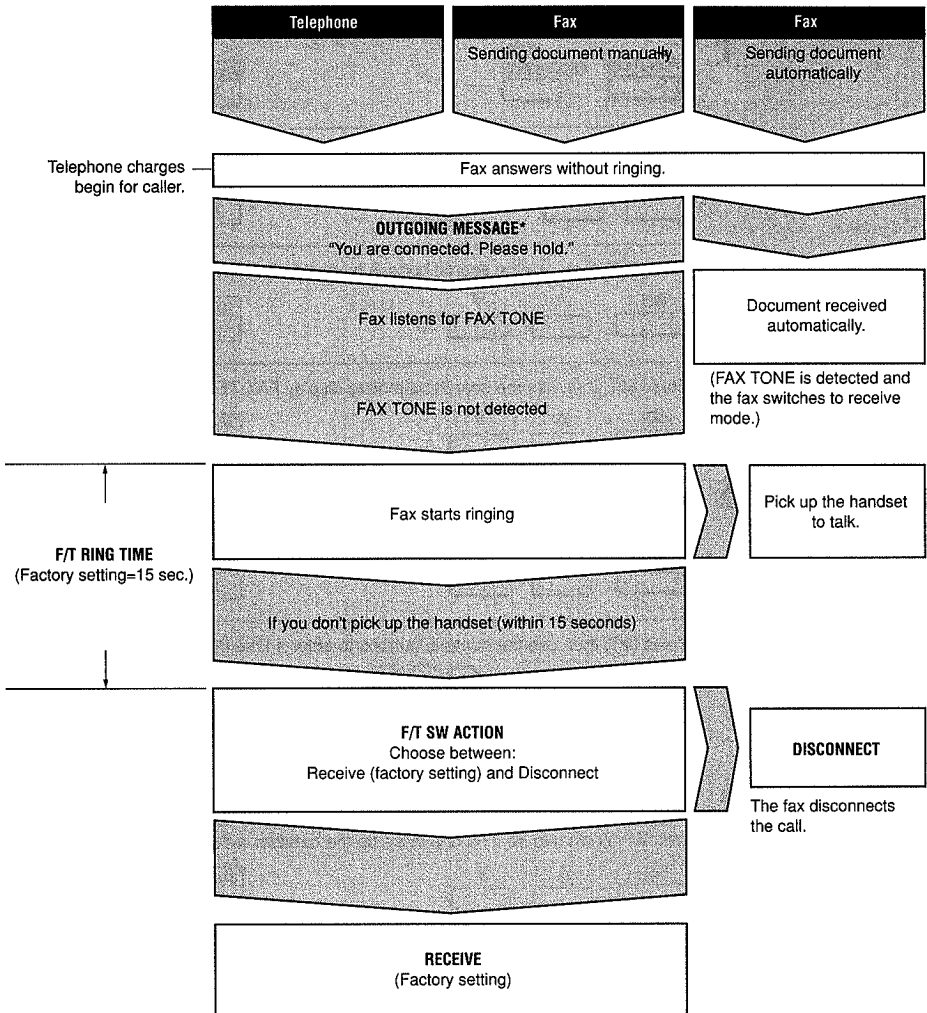 Telephone
Fax
Fax
Sending document manually
Sending document
automatically
Telephone charges
begin for caller.
Fax answers without ringing.
OUTGOING MESSAGE*
"You are connected. Please hold."
Fax listens for FAX TONE
FAX TONE is not detected
Document received
automatically.
(FAX TONE is detected and
the fax switches to receive
mode.)
F/T RING TIME
(Factory setting=15 sec.)
Fax starts ringing
Pick up the handset
to talk.
If you don't pick up the handset (within 15 seconds)
F/T SW ACTION
Choose between:
Receive (factory setting) and Disconnect
DISCONNECT
The fax disconnects
the call.
RECEIVE
(Factory setting)